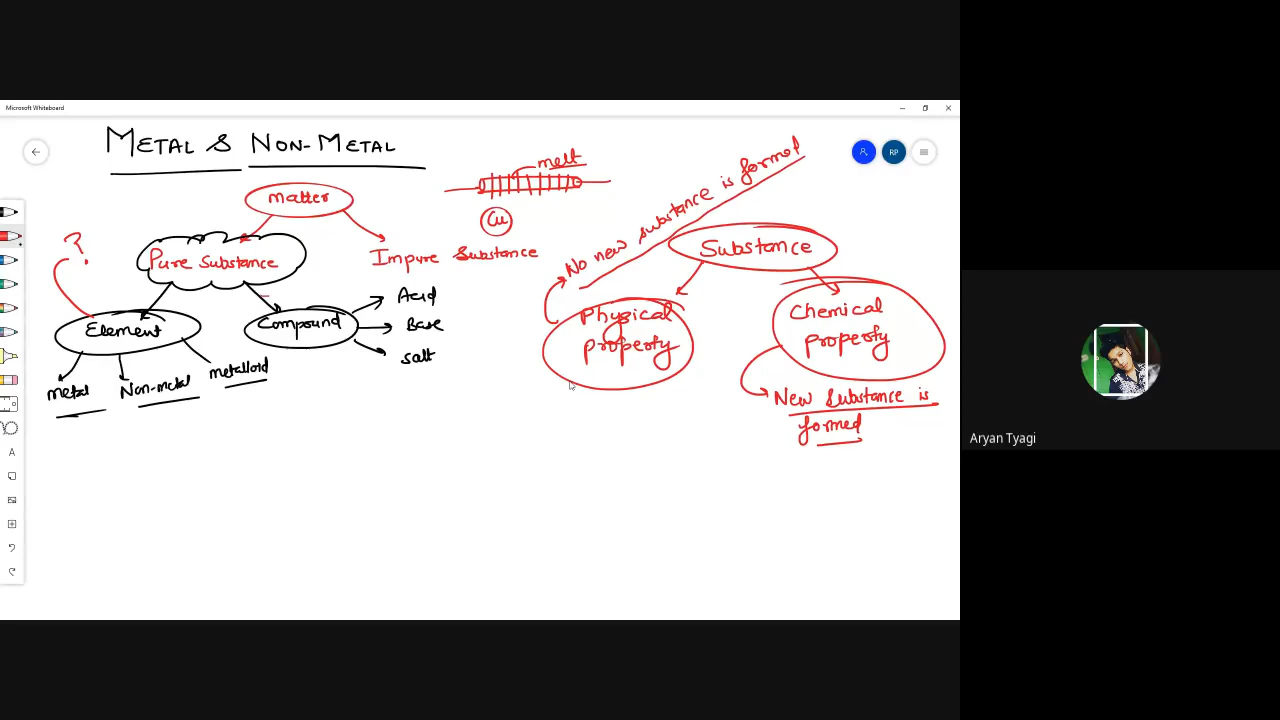 Microsoft Whiteboard
METAL & NON-METAL
melt
Cu
matter
Pure Substance
Impure Substance
?
Element
Compound
Acid
Base
Salt
metal
Non-metal
metalloid
No new substance is formed
Substance
Physical
property
Chemical
property
New Substance is
formed
RP
A
Aryan Tyagi